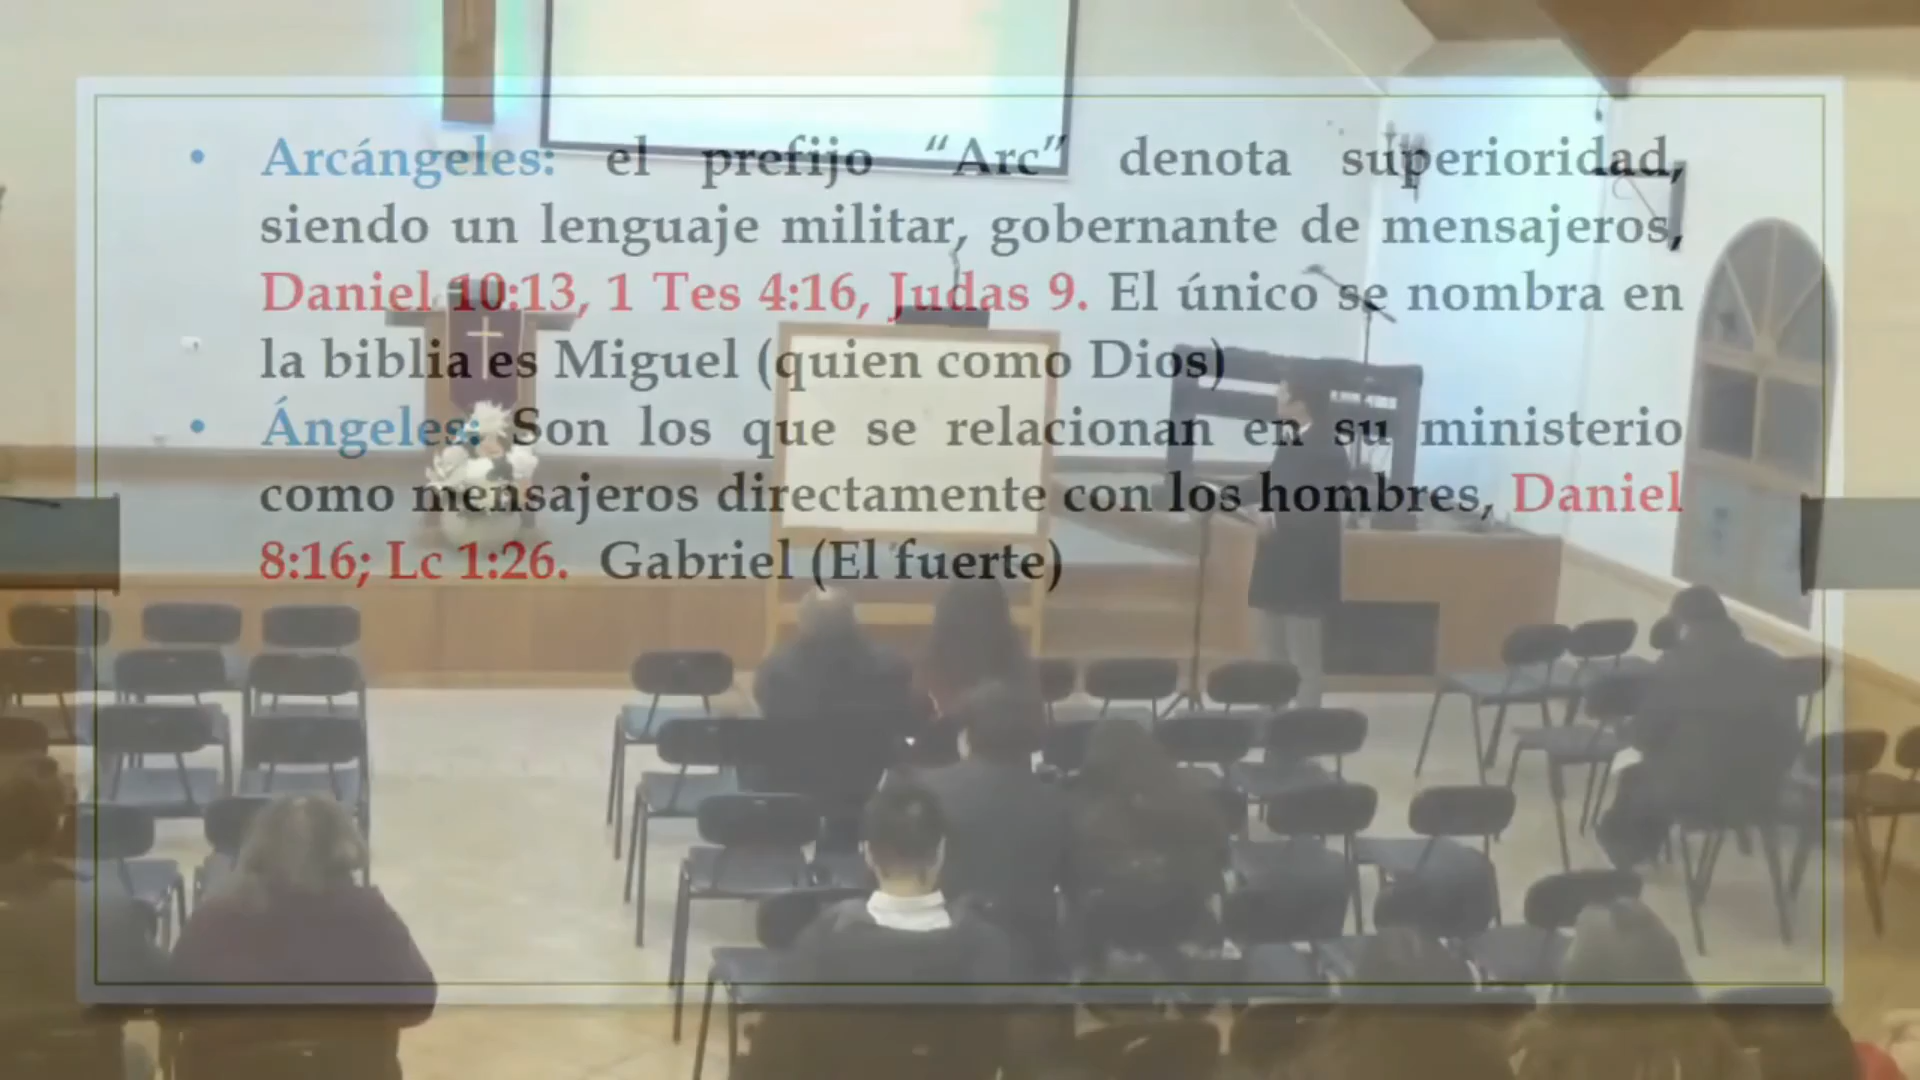 • Arcángeles: el prefijo “Arc” denota superioridad,
siendo un lenguaje militar, gobernante de mensajeros,
Daniel 10:13, 1 Tes 4:16, Judas 9. El único se nombra en
la biblia es Miguel (quien como Dios)
• Ángeles: Son los que se relacionan en su ministerio
como mensajeros directamente con los hombres, Daniel
8:16; Lc 1:26. Gabriel (El fuerte)